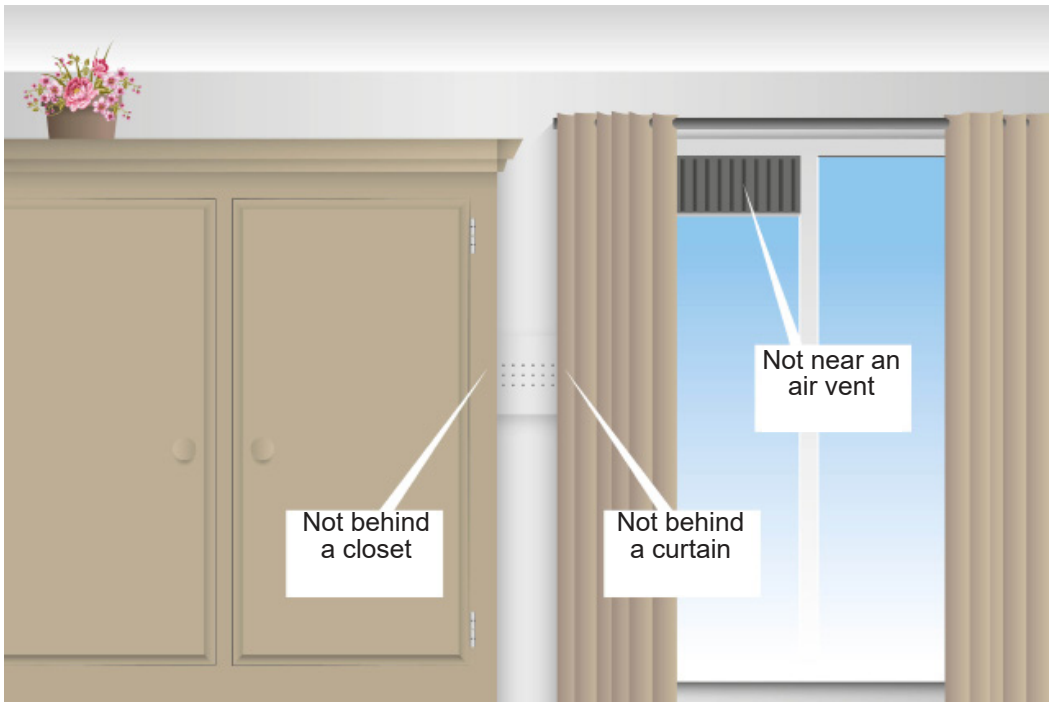 Not near an
air vent
Not behind
a closet
Not behind
a curtain